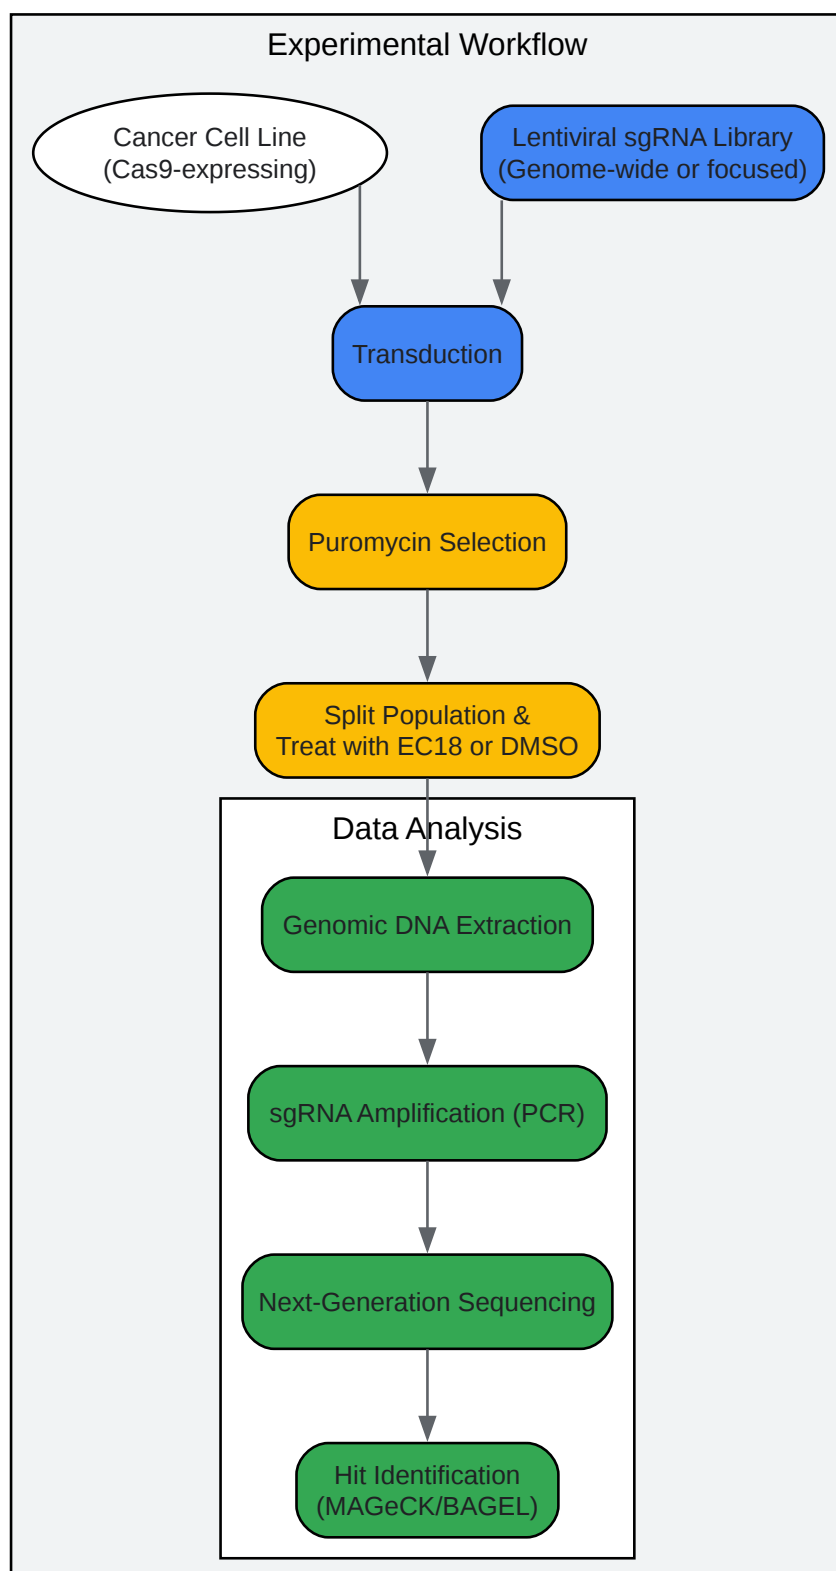 Experimental Workflow
Cancer Cell Line
(Cas9-expressing)
Lentiviral sgRNA Library
(Genome-wide or focused)
Transduction
Puromycin Selection
Split Population &
Treat with EC18 or DMSO
Data Analysis
Genomic DNA Extraction
sgRNA Amplification (PCR)
Next-Generation Sequencing
Hit Identification
(MAGeCK/BAGEL)